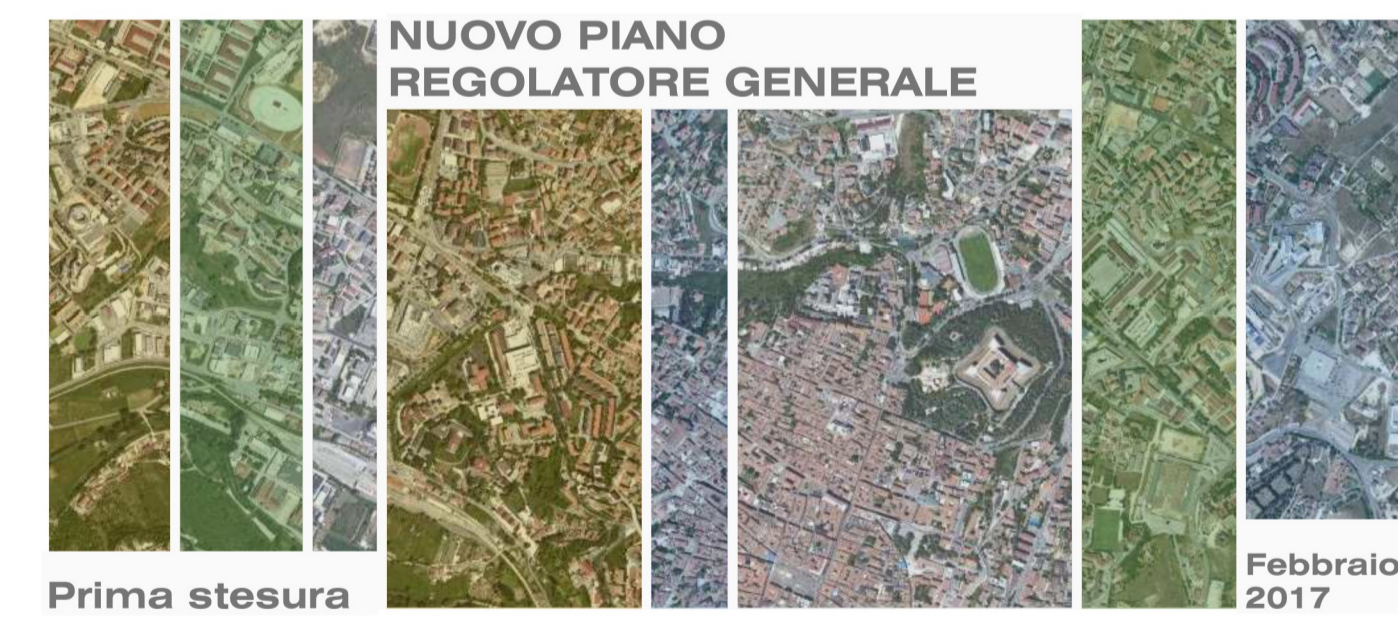 NUOVO PIANO
REGOLATORE GENERALE
Prima stesura
Febbraio
2017